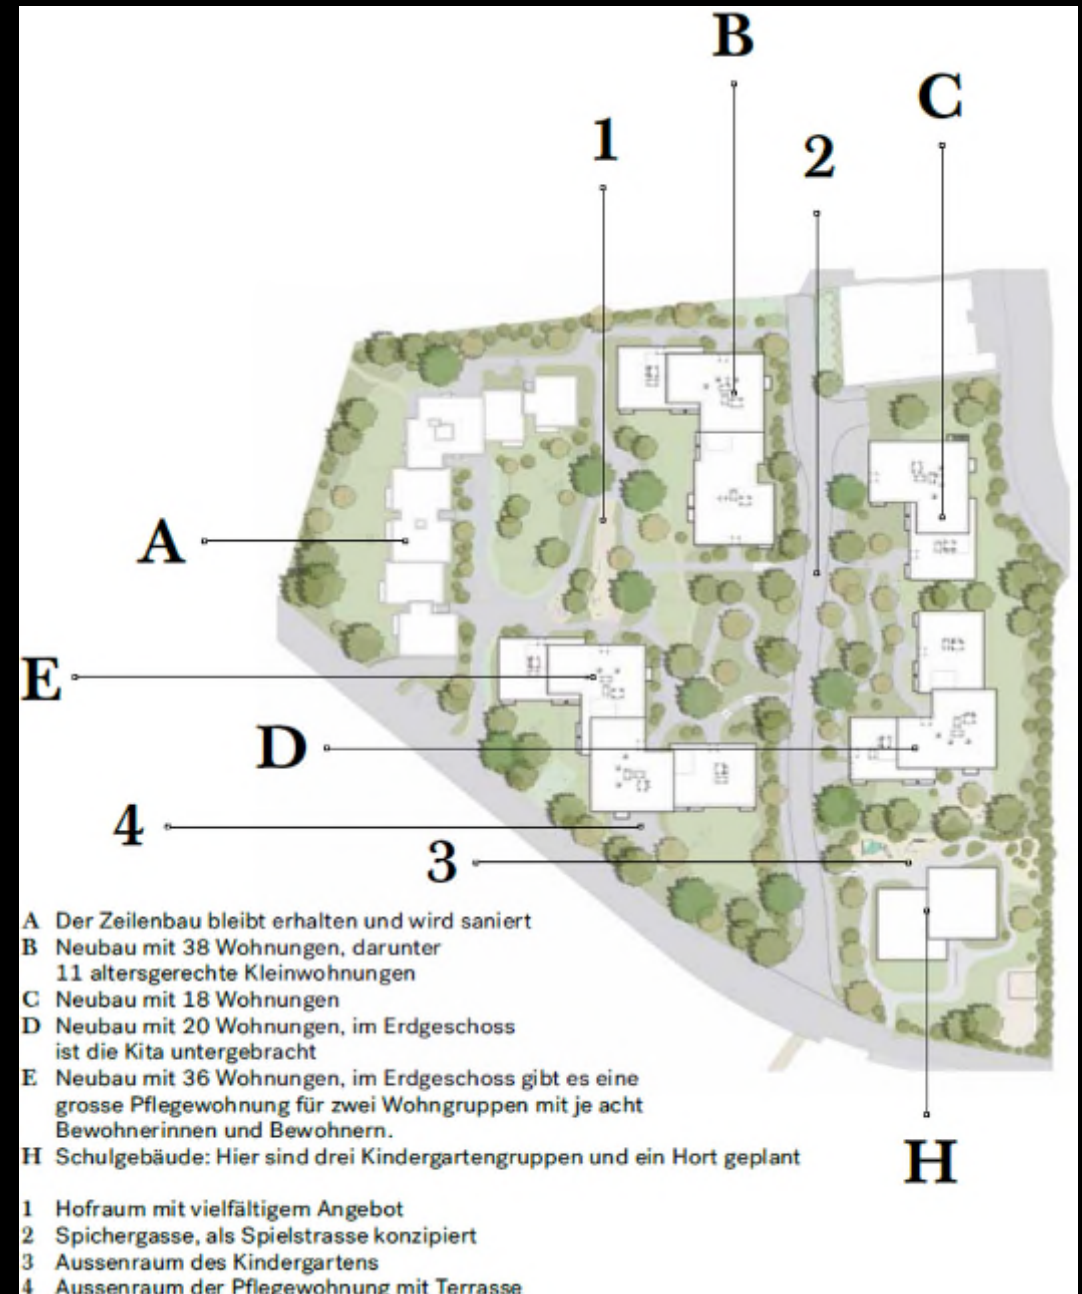 B
C
1
2
A
E
D
4
3
A Der Zeilenbau bleibt erhalten und wird saniert
B Neubau mit 38 Wohnungen, darunter
11 altersgerechte Kleinwohnungen
C Neubau mit 18 Wohnungen
D Neubau mit 20 Wohnungen, im Erdgeschoss
ist die Kita untergebracht
E Neubau mit 36 Wohnungen, im Erdgeschoss gibt es eine
grosse Pflegewohnung für zwei Wohngruppen mit je acht
Bewohnerinnen und Bewohnern.
H Schulgebäude: Hier sind drei Kindergartengruppen und ein Hort geplant
H
1 Hofraum mit vielfältigem Angebot
2 Spichergasse, als Spielstrasse konzipiert
3 Aussenraum des Kindergartens
4 Aussenraum der Pflegewohnung mit Terrasse